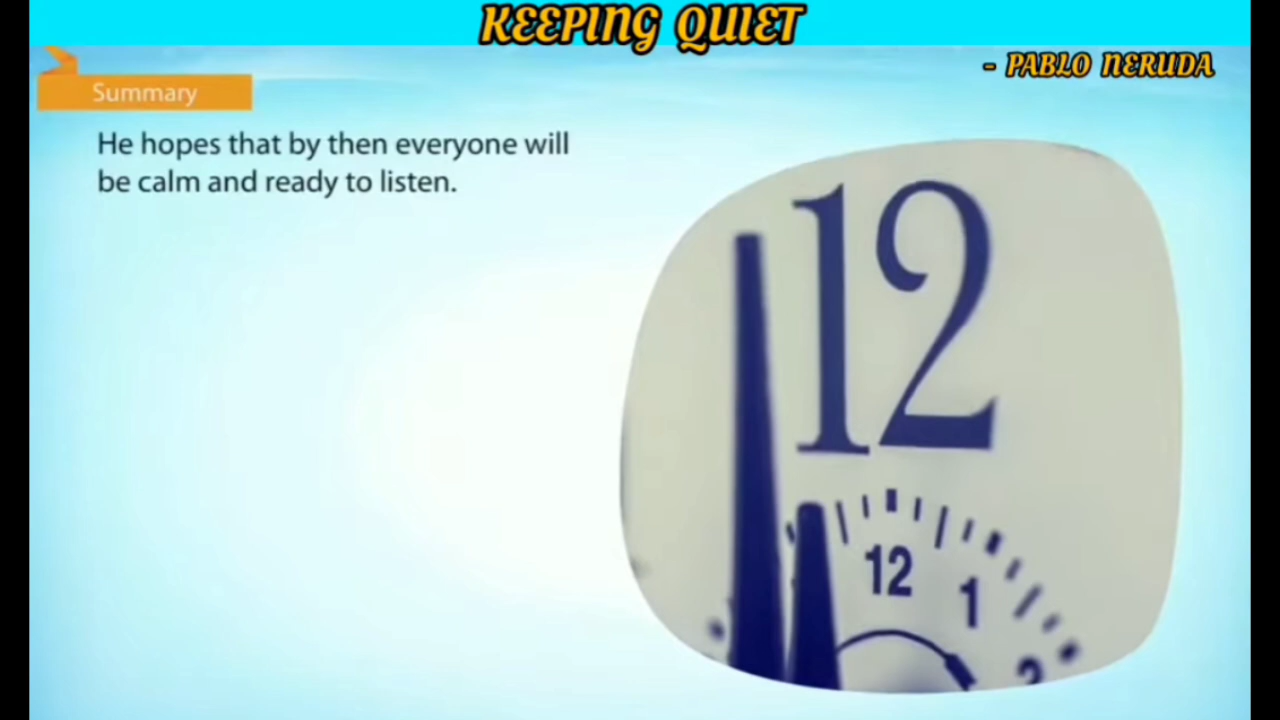 KEEPING QUIET
- PABLO NERUDA
Summary
He hopes that by then everyone will
be calm and ready to listen.
12
12
1
2